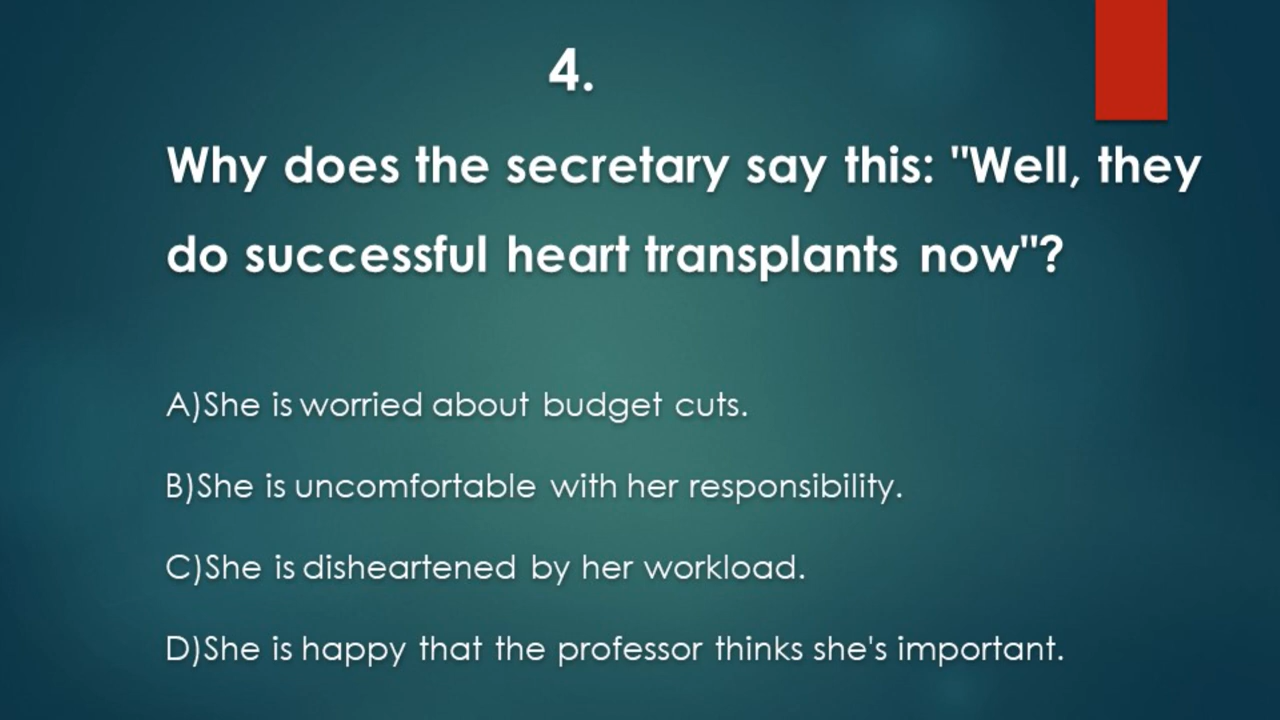 4.
Why does the secretary say this: "Well, they
do successful heart transplants now"?
A)She is worried about budget cuts.
B)She is uncomfortable with her responsibility.
C)She is disheartened by her workload.
D)She is happy that the professor thinks she's important.